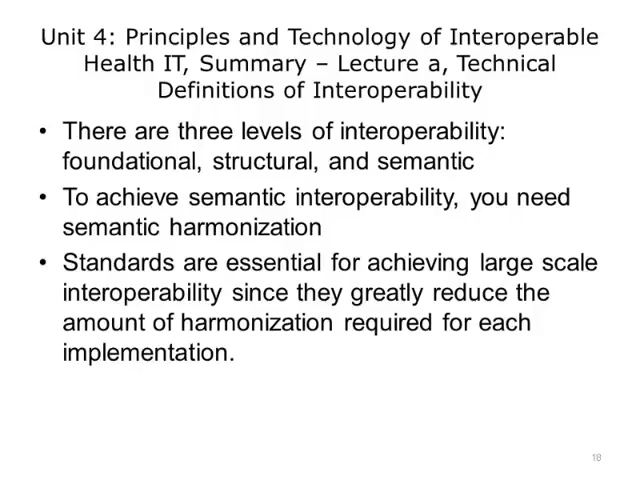 Unit 4: Principles and Technology of Interoperable
Health IT, Summary – Lecture a, Technical
Definitions of Interoperability
• There are three levels of interoperability:
foundational, structural, and semantic
• To achieve semantic interoperability, you need
semantic harmonization
• Standards are essential for achieving large scale
interoperability since they greatly reduce the
amount of harmonization required for each
implementation.
18